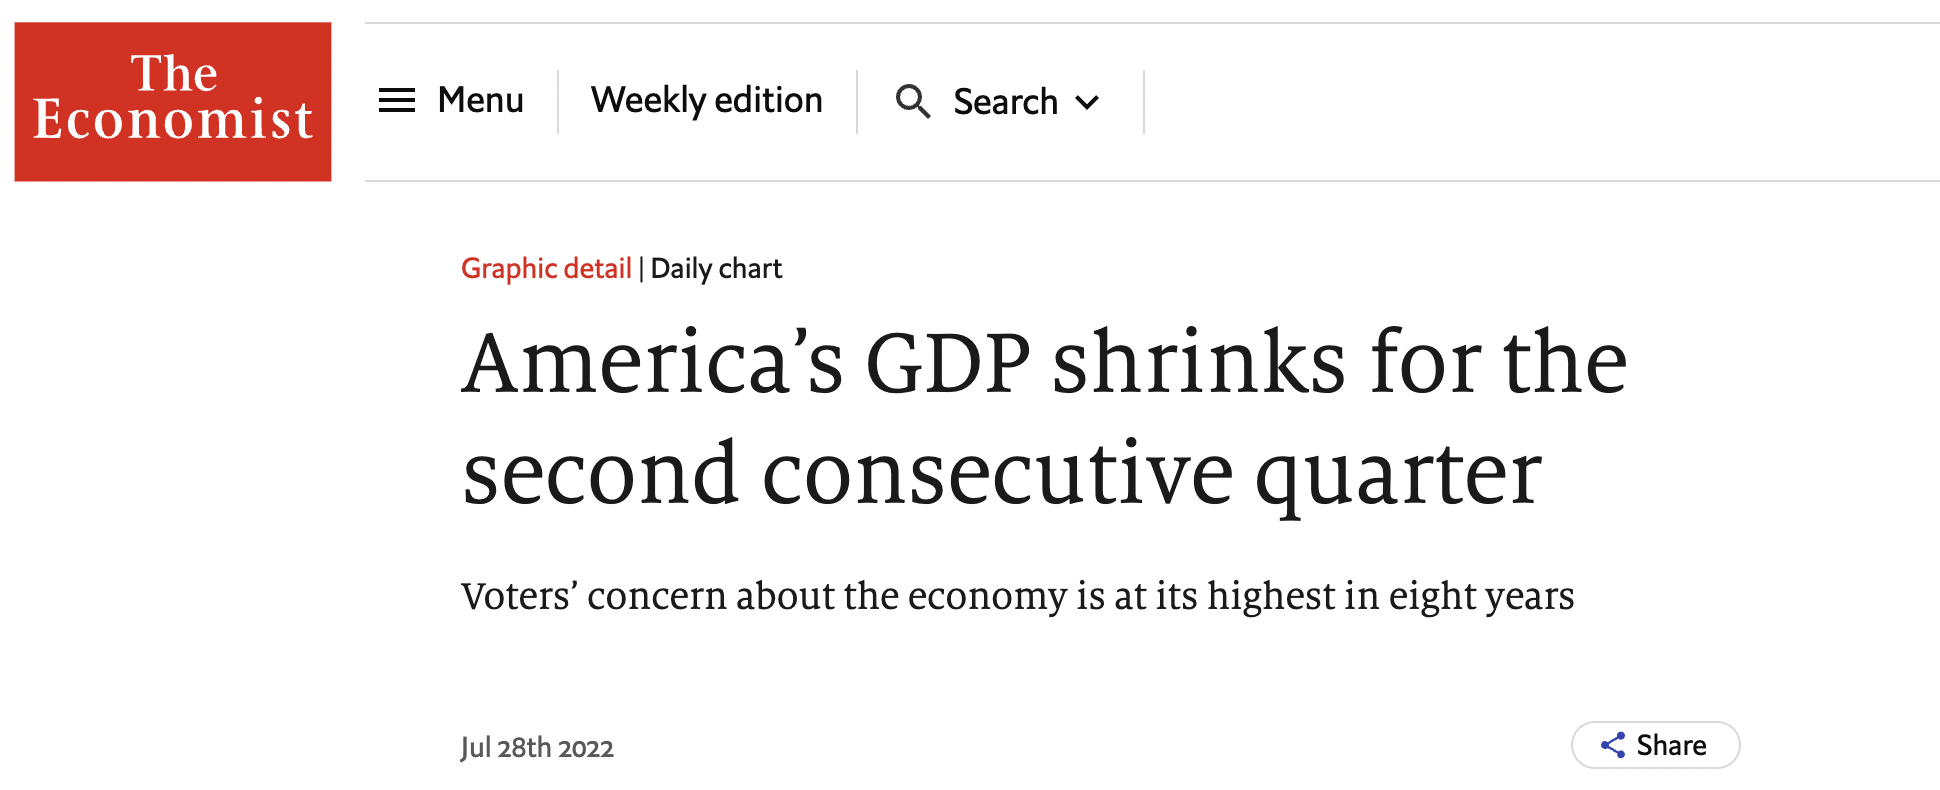 The
Economist
Menu
Weekly edition
Search
Graphic detail | Daily chart
America’s GDP shrinks for the
second consecutive quarter
Voters’ concern about the economy is at its highest in eight years
Jul 28th 2022
Share